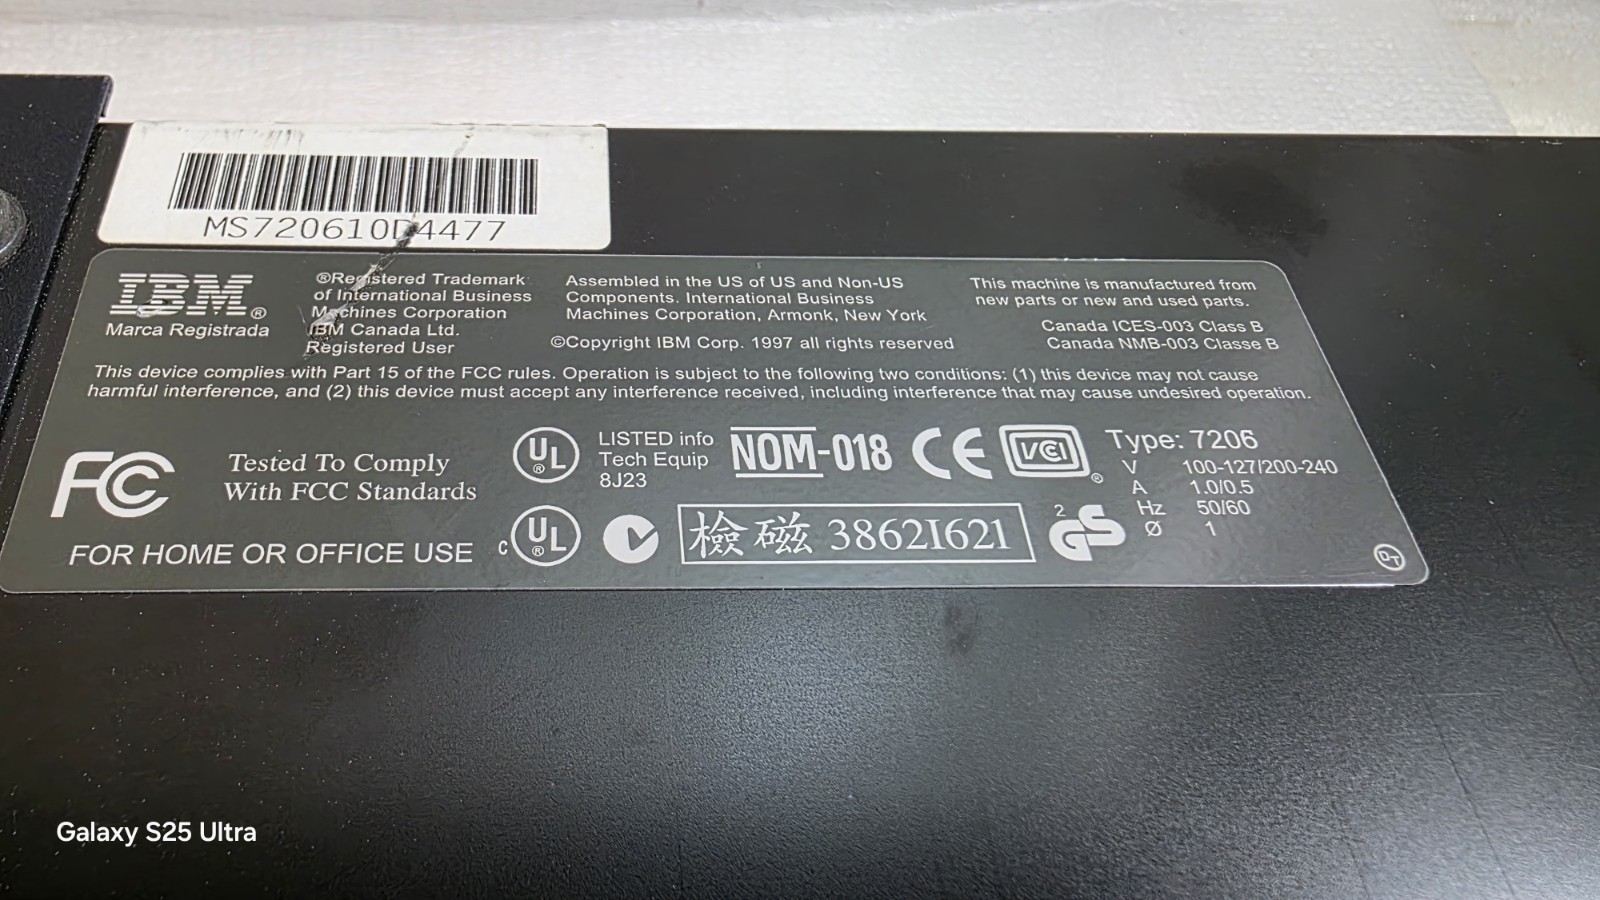 MS720610D4477
IBM®
Marca Registrada
®Registered Trademark
of International Business
Machines Corporation
IBM Canada Ltd.
Registered User
Assembled in the US of US and Non-US
Components. International Business
Machines Corporation, Armonk, New York
©Copyright IBM Corp. 1997 all rights reserved
This machine is manufactured from
new parts or new and used parts.
Canada ICES-003 Class B
Canada NMB-003 Classe B
This device complies with Part 15 of the FCC rules. Operation is subject to the following two conditions: (1) this device may not cause
harmful interference, and (2) this device must accept any interference received, including interference that may cause undesired operation.
FC
Tested To Comply
With FCC Standards
FOR HOME OR OFFICE USE
UL®
LISTED info
Tech Equip
8J23
c UL®
NOM-018
CE
VCI®
檢磁 3862I621
2 GS
Type: 7206
V 100-127/200-240
A 1.0/0.5
Hz 50/60
Ø 1
DT
Galaxy S25 Ultra